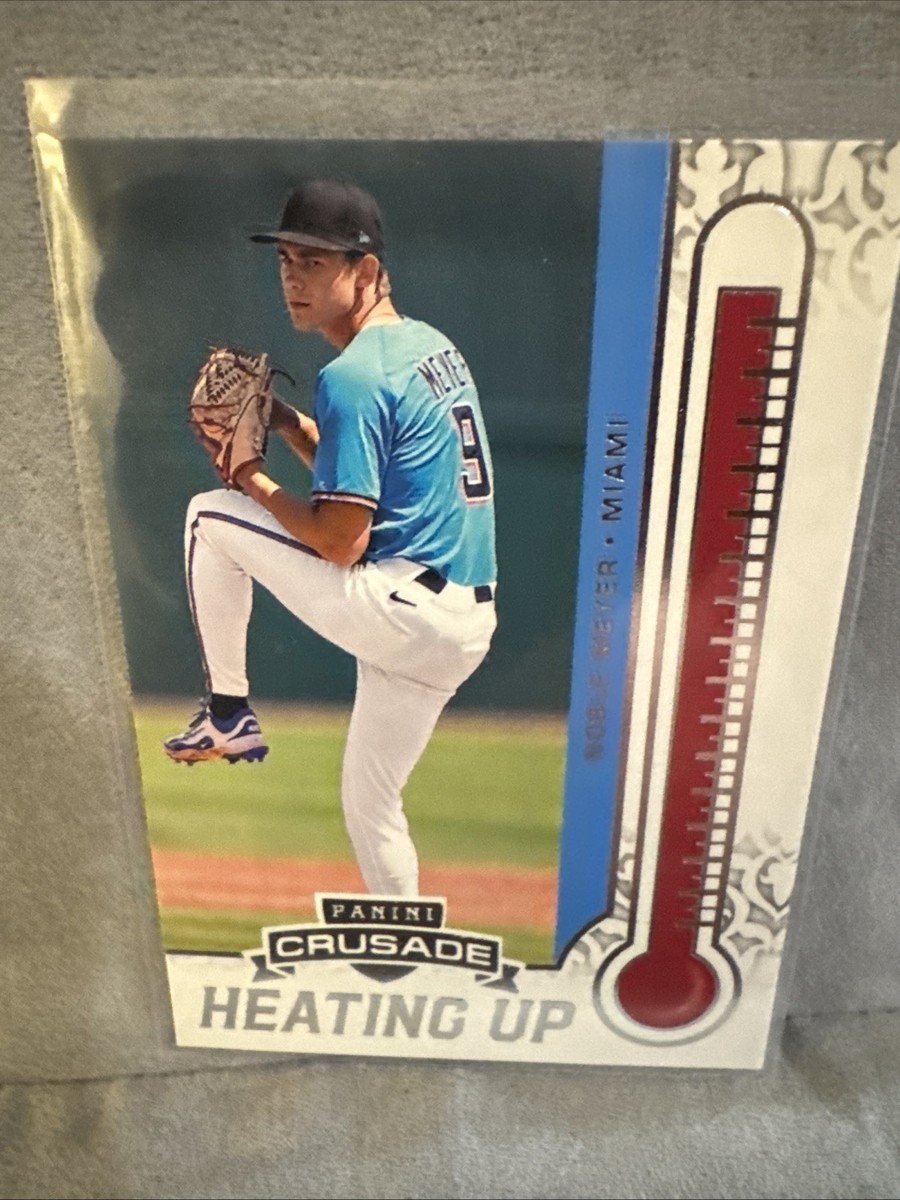 MEYER
9
NOBLE MEYER • MIAMI
PANINI
CRUSADE
HEATING UP